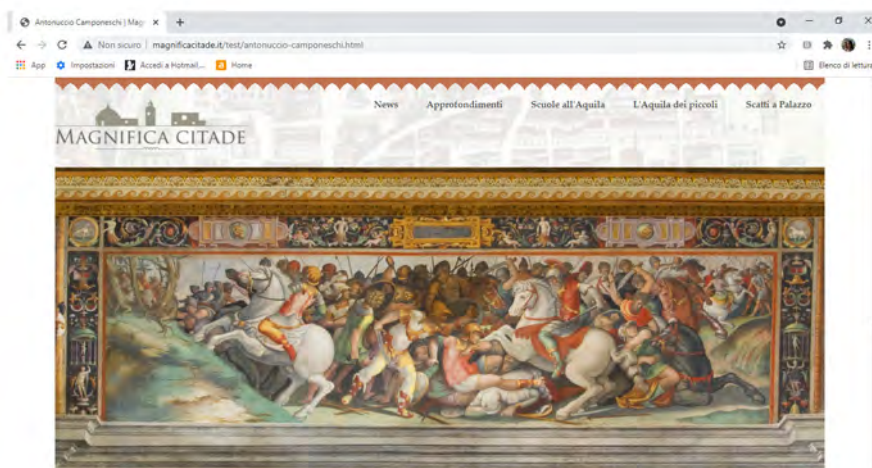 Antonuccio Camponeschi | Mag
Non sicuro | magnificacitade.it/test/antonuccio-camponeschi.html
App Impostazioni Accedi a Hotmail... Home Elenco di lettura
News Approfondimenti Scuole all'Aquila L'Aquila dei piccoli Scatti a Palazzo
MAGNIFICA CITADE